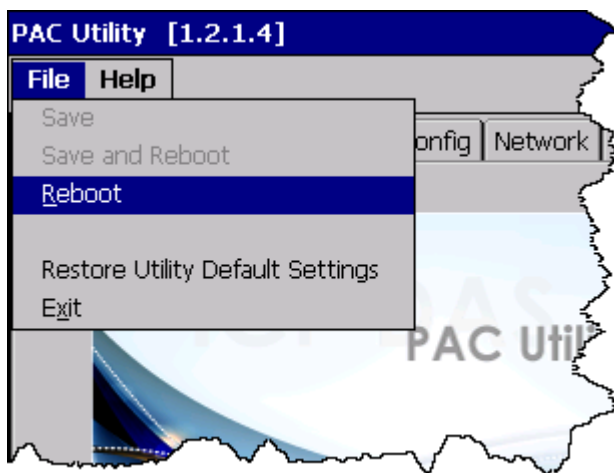 PAC Utility [1.2.1.4]
File Help
Save
Save and Reboot
onfig Network
Reboot
Restore Utility Default Settings
Exit
PAC Utili